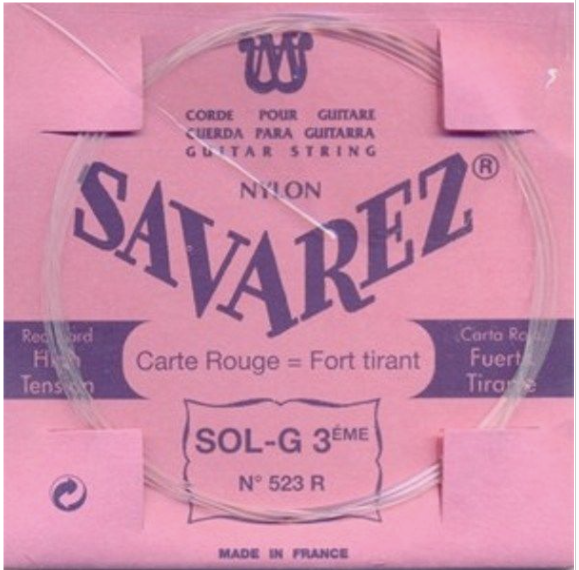 CORDE POUR GUITARE
CUERDA PARA GUITARRA
GUITAR STRING
NYLON
SAVAREZ®
Red Card
High
Tension
Carte Rouge = Fort tirant
Carta Roja
Fuerte
Tirante
SOL-G 3ÉME
N° 523 R
MADE IN FRANCE